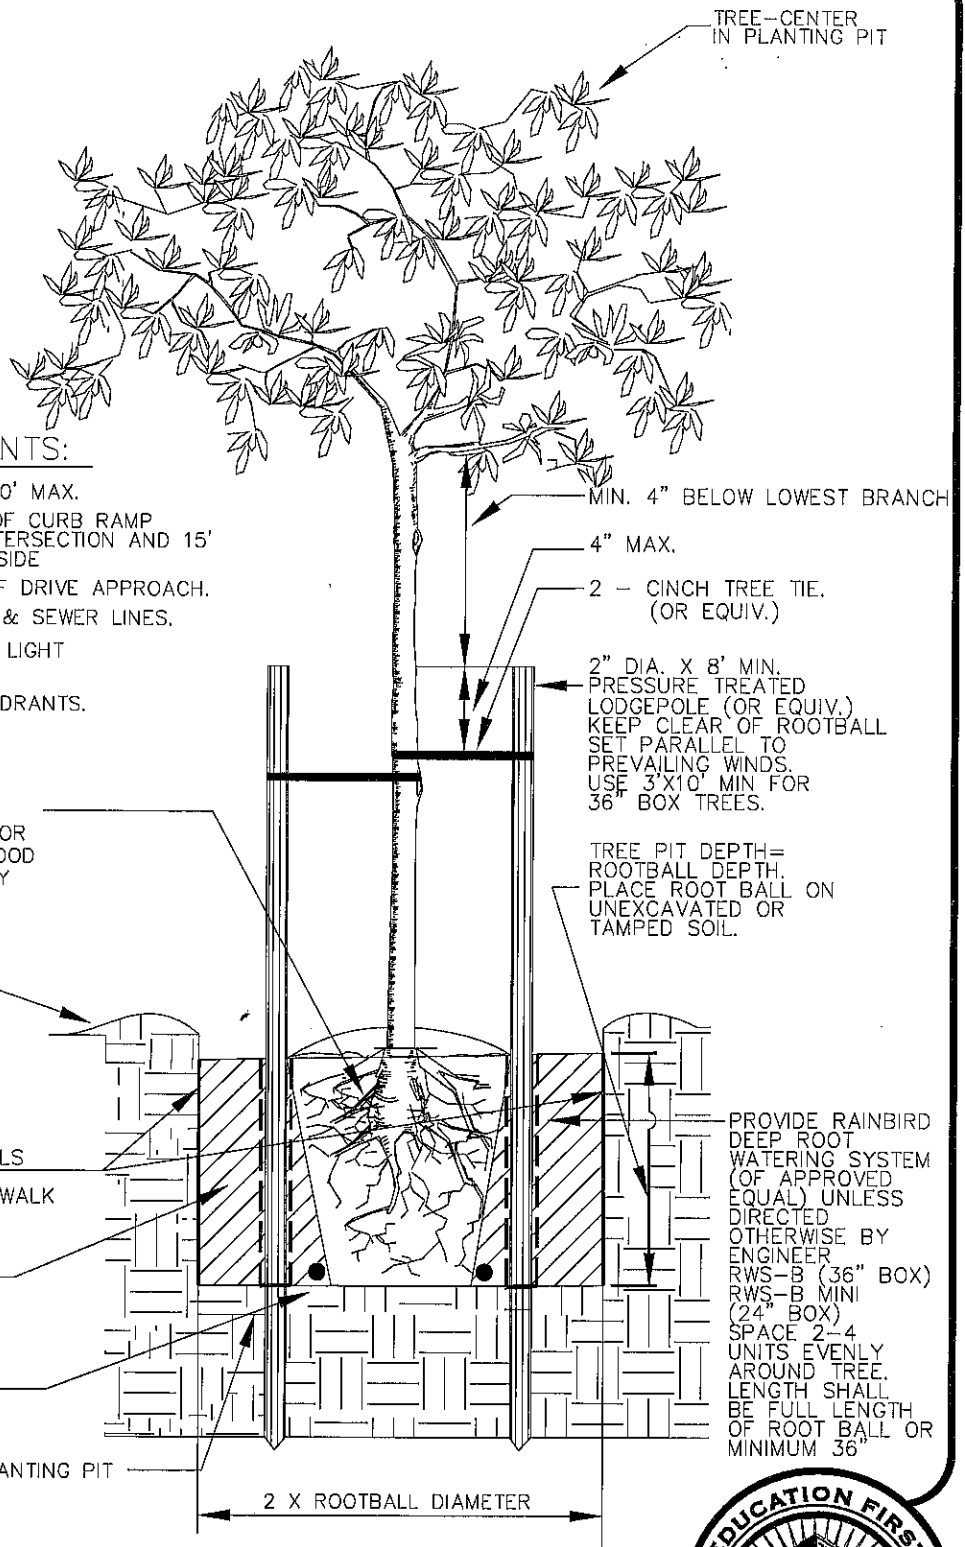 TREE-CENTER
IN PLANTING PIT
NTS:
0' MAX.
OF CURB RAMP
TERSECTION AND 15'
SIDE
F DRIVE APPROACH.
& SEWER LINES.
LIGHT
DRANTS.
MIN. 4" BELOW LOWEST BRANCH
4" MAX.
2 - CINCH TREE TIE.
(OR EQUIV.)
2" DIA. X 8' MIN.
PRESSURE TREATED
LODGEPOLE (OR EQUIV.)
KEEP CLEAR OF ROOTBALL
SET PARALLEL TO
PREVAILING WINDS.
USE 3'X10' MIN FOR
36" BOX TREES.
OR
OOD
Y
TREE PIT DEPTH=
ROOTBALL DEPTH.
PLACE ROOT BALL ON
UNEXCAVATED OR
TAMPED SOIL.
LS
WALK
PROVIDE RAINBIRD
DEEP ROOT
WATERING SYSTEM
(OF APPROVED
EQUAL) UNLESS
DIRECTED
OTHERWISE BY
ENGINEER
RWS-B (36" BOX)
RWS-B MINI
(24" BOX)
SPACE 2-4
UNITS EVENLY
AROUND TREE.
LENGTH SHALL
BE FULL LENGTH
OF ROOT BALL OR
MINIMUM 36"
ANTING PIT
2 X ROOTBALL DIAMETER
EDUCATION FIRS